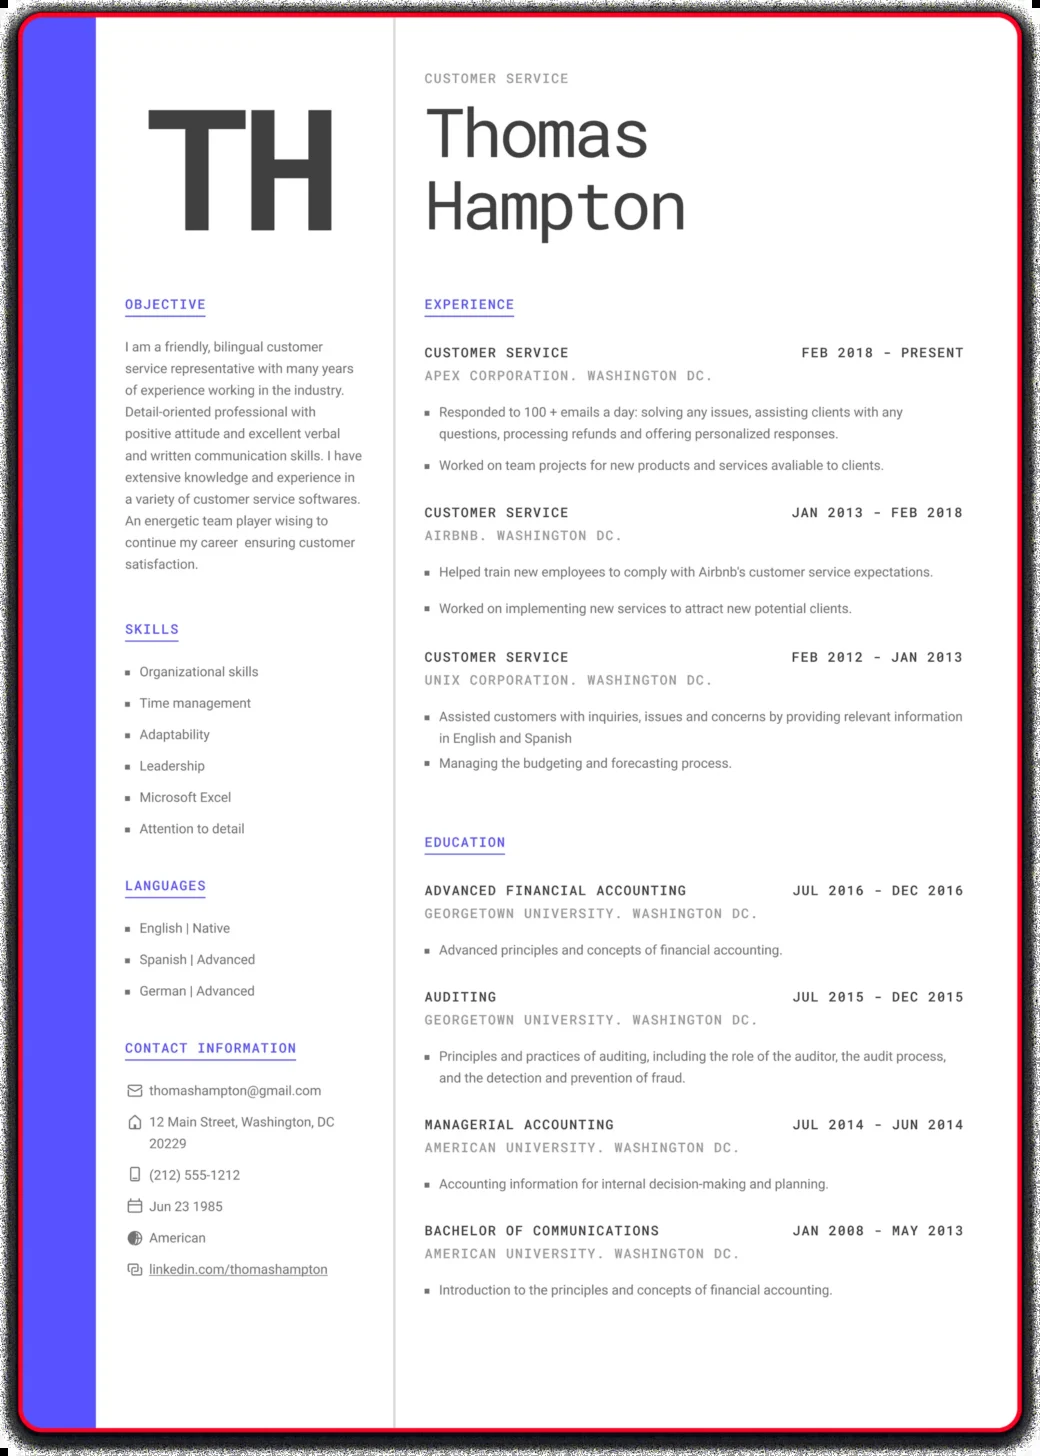 TH
OBJECTIVE
I am a friendly, bilingual customer
service representative with many years
of experience working in the industry.
Detail-oriented professional with
positive attitude and excellent verbal
and written communication skills. I have
extensive knowledge and experience in
a variety of customer service softwares.
An energetic team player wising to
continue my career  ensuring customer
satisfaction.
SKILLS
Organizational skills
Time management
Adaptability
Leadership
Microsoft Excel
Attention to detail
LANGUAGES
English | Native
Spanish | Advanced
German | Advanced
CONTACT INFORMATION
thomashampton@gmail.com
12 Main Street, Washington, DC
20229
(212) 555-1212
Jun 23 1985
American
linkedin.com/thomashampton
CUSTOMER SERVICE
Thomas
Hampton
EXPERIENCE
CUSTOMER SERVICE FEB 2018 - PRESENT
APEX CORPORATION. WASHINGTON DC.
Responded to 100 + emails a day: solving any issues, assisting clients with any
questions, processing refunds and offering personalized responses.
Worked on team projects for new products and services avaliable to clients.
CUSTOMER SERVICE JAN 2013 - FEB 2018
AIRBNB. WASHINGTON DC.
Helped train new employees to comply with Airbnb's customer service expectations.
Worked on implementing new services to attract new potential clients.
CUSTOMER SERVICE FEB 2012 - JAN 2013
UNIX CORPORATION. WASHINGTON DC.
Assisted customers with inquiries, issues and concerns by providing relevant information
in English and Spanish
Managing the budgeting and forecasting process.
EDUCATION
ADVANCED FINANCIAL ACCOUNTING JUL 2016 - DEC 2016
GEORGETOWN UNIVERSITY. WASHINGTON DC.
Advanced principles and concepts of financial accounting.
AUDITING JUL 2015 - DEC 2015
GEORGETOWN UNIVERSITY. WASHINGTON DC.
Principles and practices of auditing, including the role of the auditor, the audit process,
and the detection and prevention of fraud.
MANAGERIAL ACCOUNTING JUL 2014 - JUN 2014
AMERICAN UNIVERSITY. WASHINGTON DC.
Accounting information for internal decision-making and planning.
BACHELOR OF COMMUNICATIONS JAN 2008 - MAY 2013
AMERICAN UNIVERSITY. WASHINGTON DC.
Introduction to the principles and concepts of financial accounting.